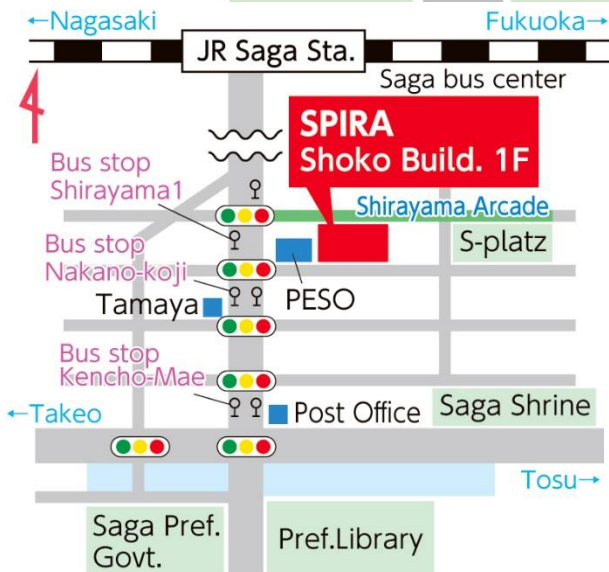 ←Nagasaki
Fukuoka→
JR Saga Sta.
Saga bus center
SPIRA
Shoko Build. 1F
Bus stop
Shirayama1
Shirayama Arcade
Bus stop
Nakano-koji
S-platz
Tamaya
PESO
Bus stop
Kencho-Mae
←Takeo
Post Office
Saga Shrine
Tosu→
Saga Pref.
Govt.
Pref.Library